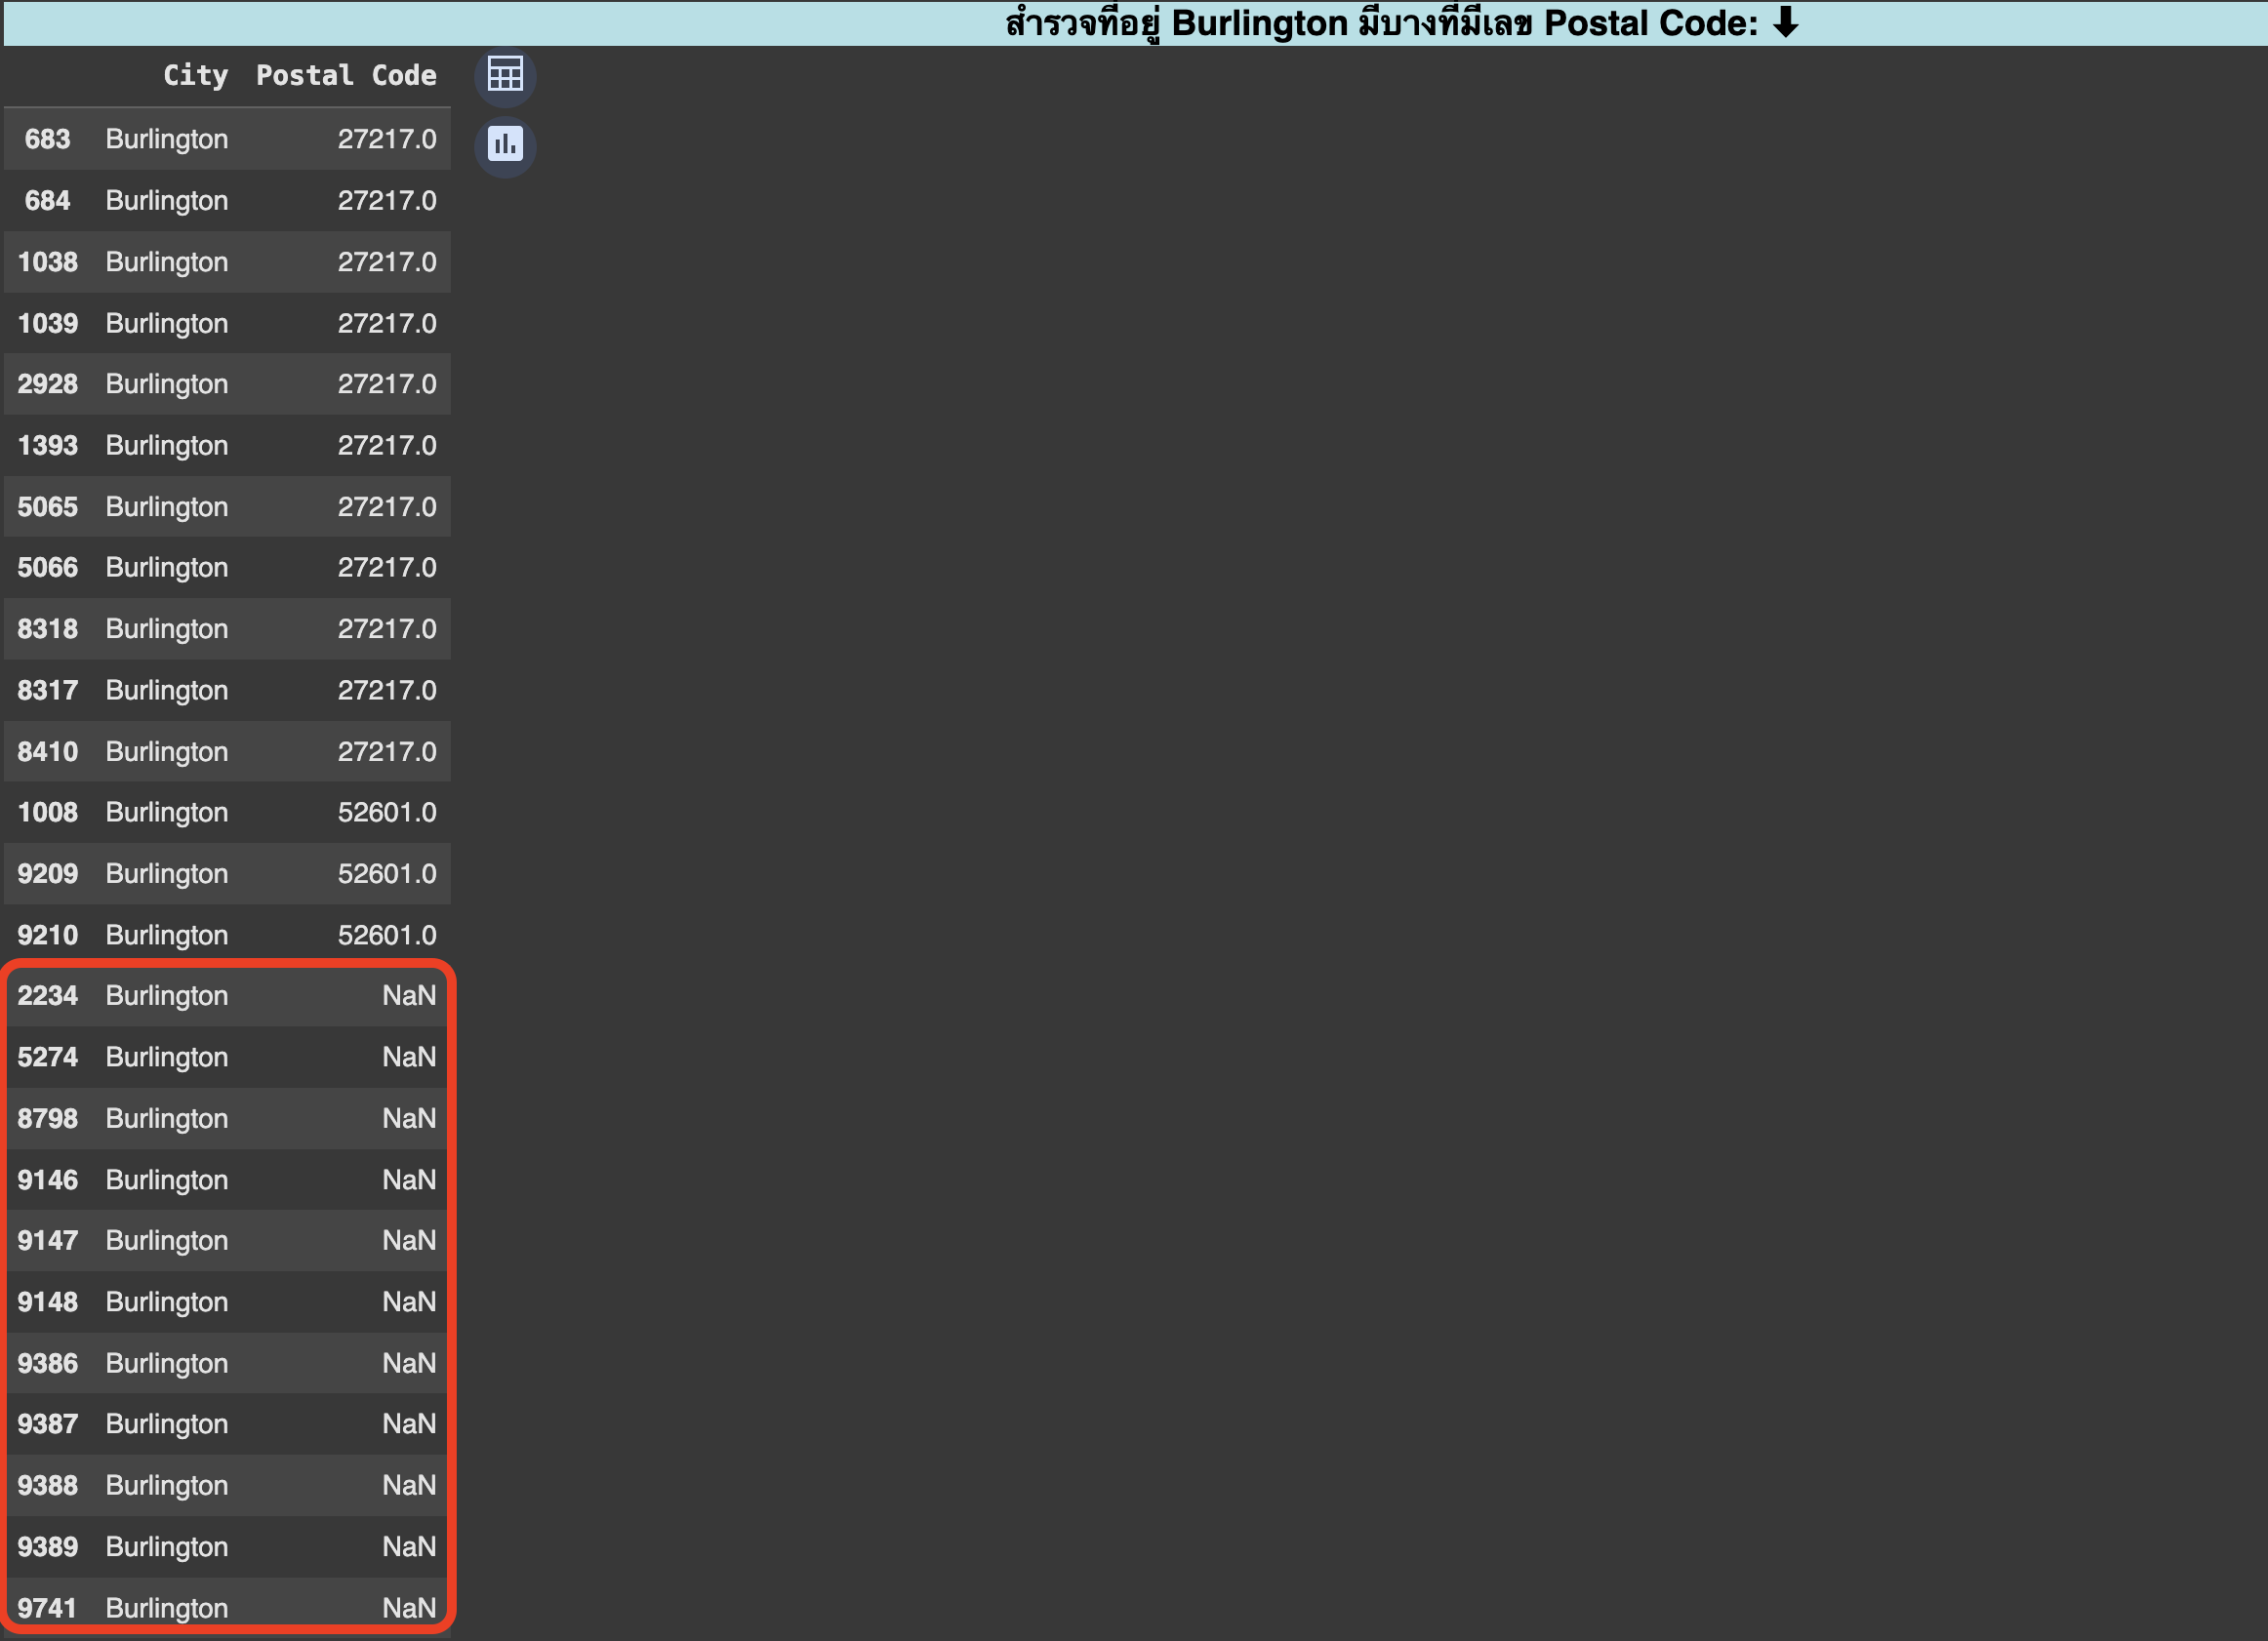 สำรวจที่อยู่ Burlington มีบางที่มีเลข Postal Code: ⬇
City Postal Code
683 Burlington 27217.0
684 Burlington 27217.0
1038 Burlington 27217.0
1039 Burlington 27217.0
2928 Burlington 27217.0
1393 Burlington 27217.0
5065 Burlington 27217.0
5066 Burlington 27217.0
8318 Burlington 27217.0
8317 Burlington 27217.0
8410 Burlington 27217.0
1008 Burlington 52601.0
9209 Burlington 52601.0
9210 Burlington 52601.0
2234 Burlington NaN
5274 Burlington NaN
8798 Burlington NaN
9146 Burlington NaN
9147 Burlington NaN
9148 Burlington NaN
9386 Burlington NaN
9387 Burlington NaN
9388 Burlington NaN
9389 Burlington NaN
9741 Burlington NaN